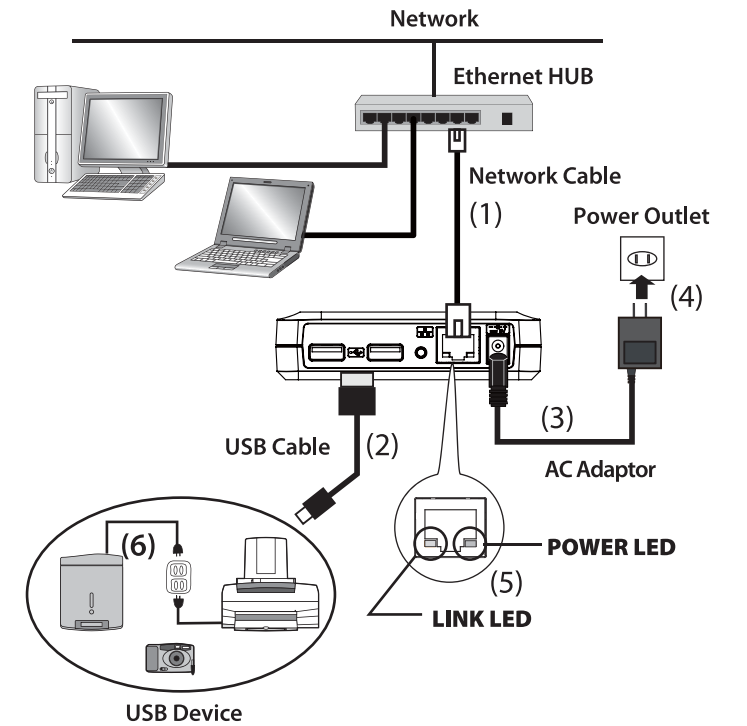 Network
Ethernet HUB
Network Cable
(1)
Power Outlet
(4)
(3)
USB Cable
(2)
AC Adaptor
(6)
POWER LED
(5)
LINK LED
USB Device